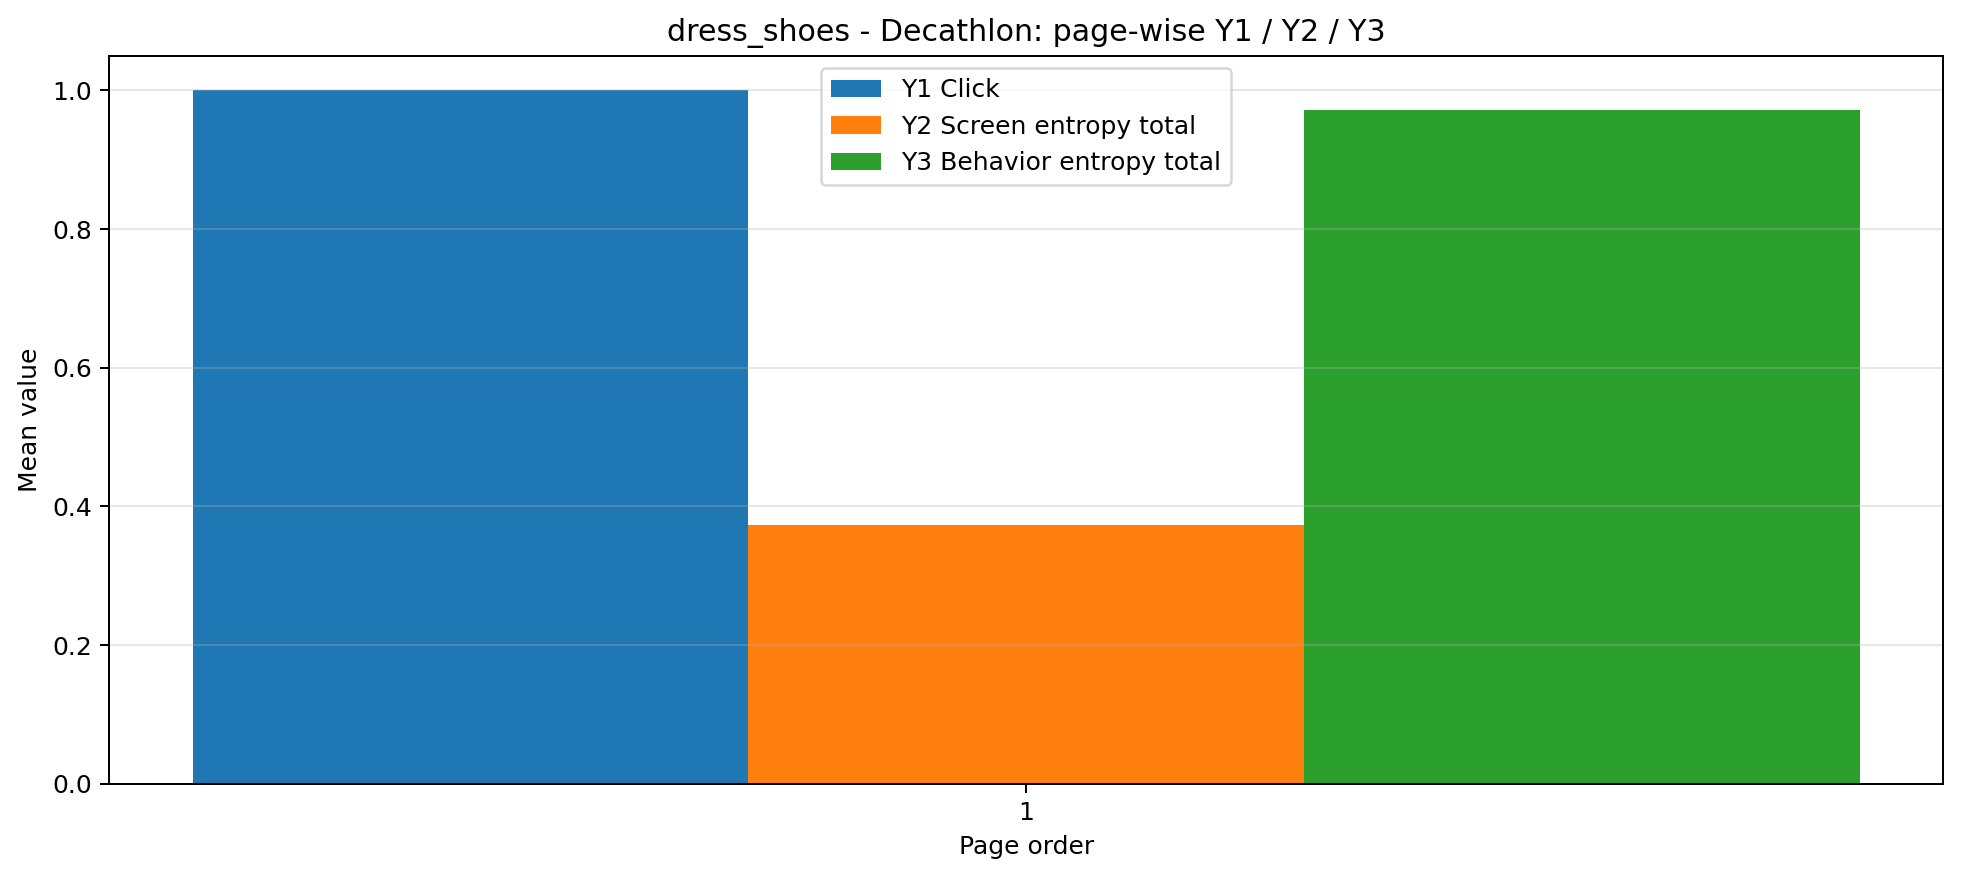 dress_shoes - Decathlon: page-wise Y1 / Y2 / Y3
Y1 Click
Y2 Screen entropy total
Y3 Behavior entropy total
1.0
0.8
0.6
0.4
0.2
0.0
Mean value
1
Page order